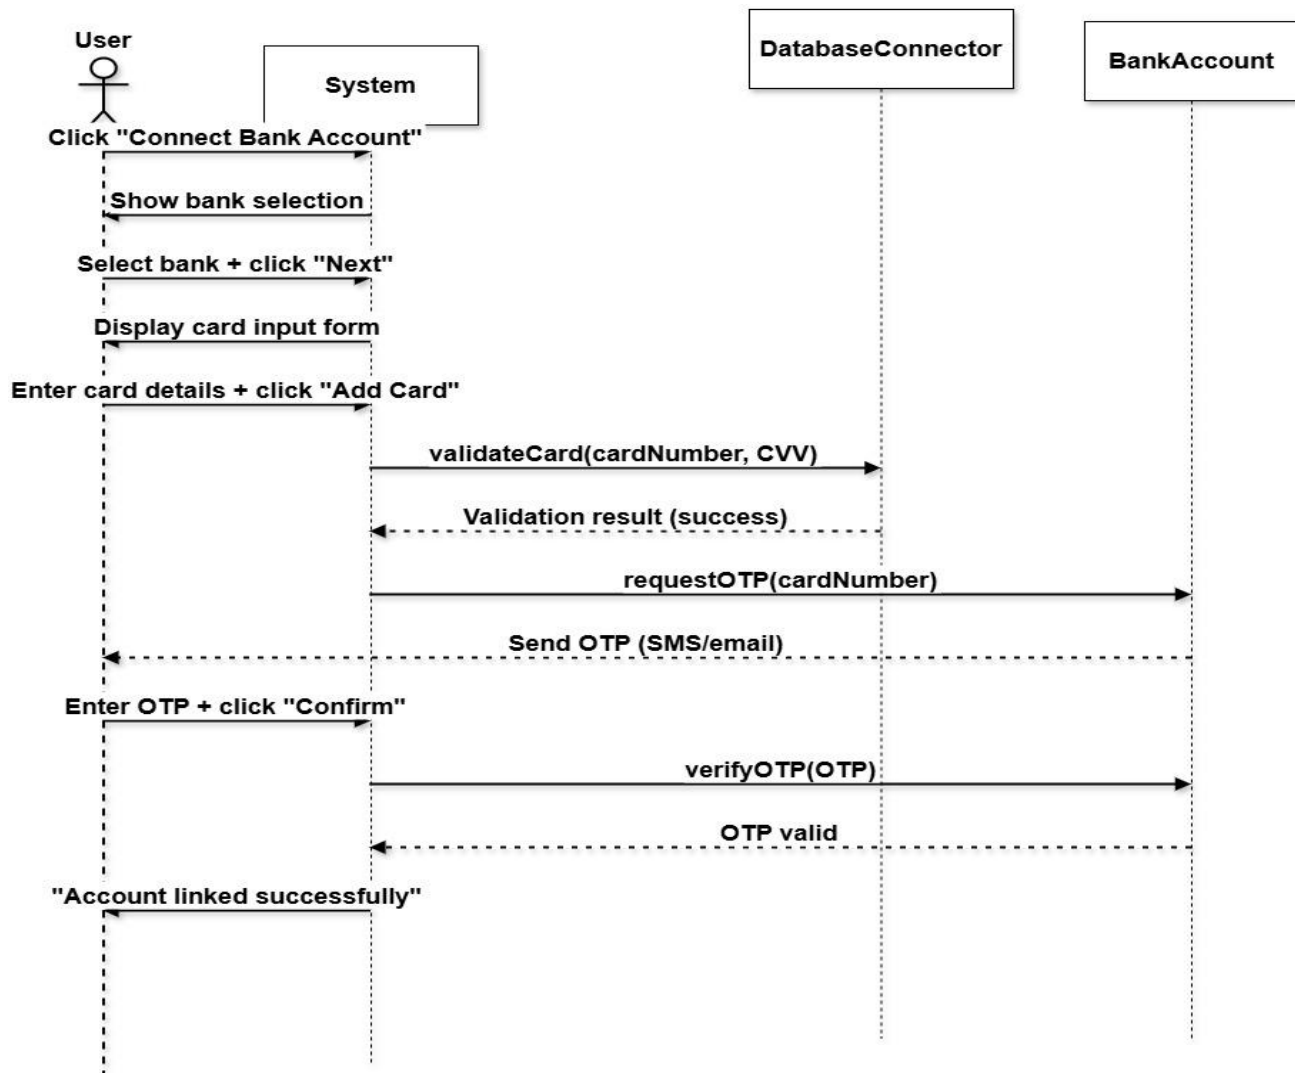 User
System
DatabaseConnector
BankAccount
Click "Connect Bank Account"
Show bank selection
Select bank + click "Next"
Display card input form
Enter card details + click "Add Card"
validateCard(cardNumber, CVV)
Validation result (success)
requestOTP(cardNumber)
Send OTP (SMS/email)
Enter OTP + click "Confirm"
verifyOTP(OTP)
OTP valid
"Account linked successfully"